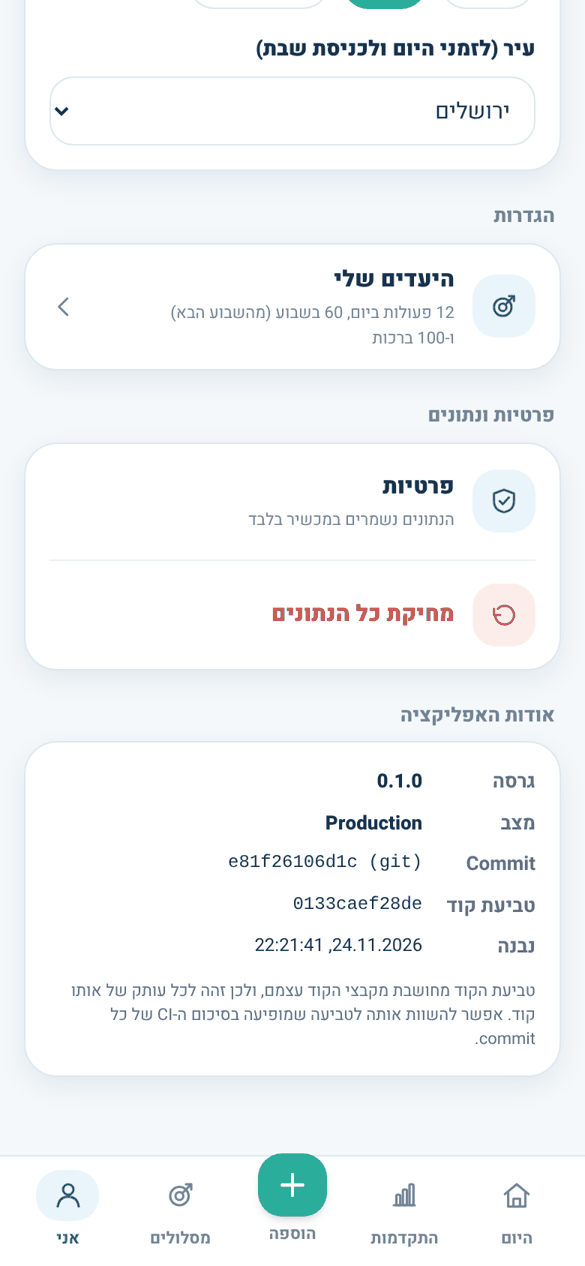 עיר (לזמני היום ולכניסת שבת)
ירושלים
הגדרות
היעדים שלי
12 פעולות ביום, 60 בשבוע (מהשבוע הבא)
ו-100 ברכות
פרטיות ונתונים
פרטיות
הנתונים נשמרים במכשיר בלבד
מחיקת כל הנתונים
אודות האפליקציה
גרסה 0.1.0
מצב Production
Commit e81f26106d1c (git)
טביעת קוד 0133caef28de
נבנה 24.11.2026, 22:21:41
טביעת הקוד מחושבת מקבצי הקוד עצמם, ולכן זהה לכל עותק של אותו
קוד. אפשר להשוות אותה לטביעה שמופיעה בסיכום ה-CI של כל
commit.
היום
התקדמות
הוספה
מסלולים
אני